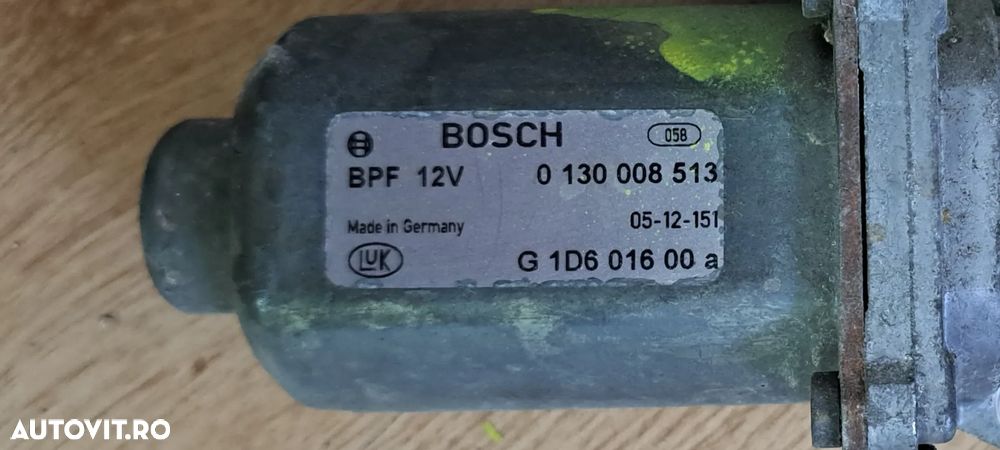 BOSCH 058
BPF 12V 0 130 008 513
Made in Germany 05-12-151
LUK G 1D6 016 00 a
AUTOVIT.RO